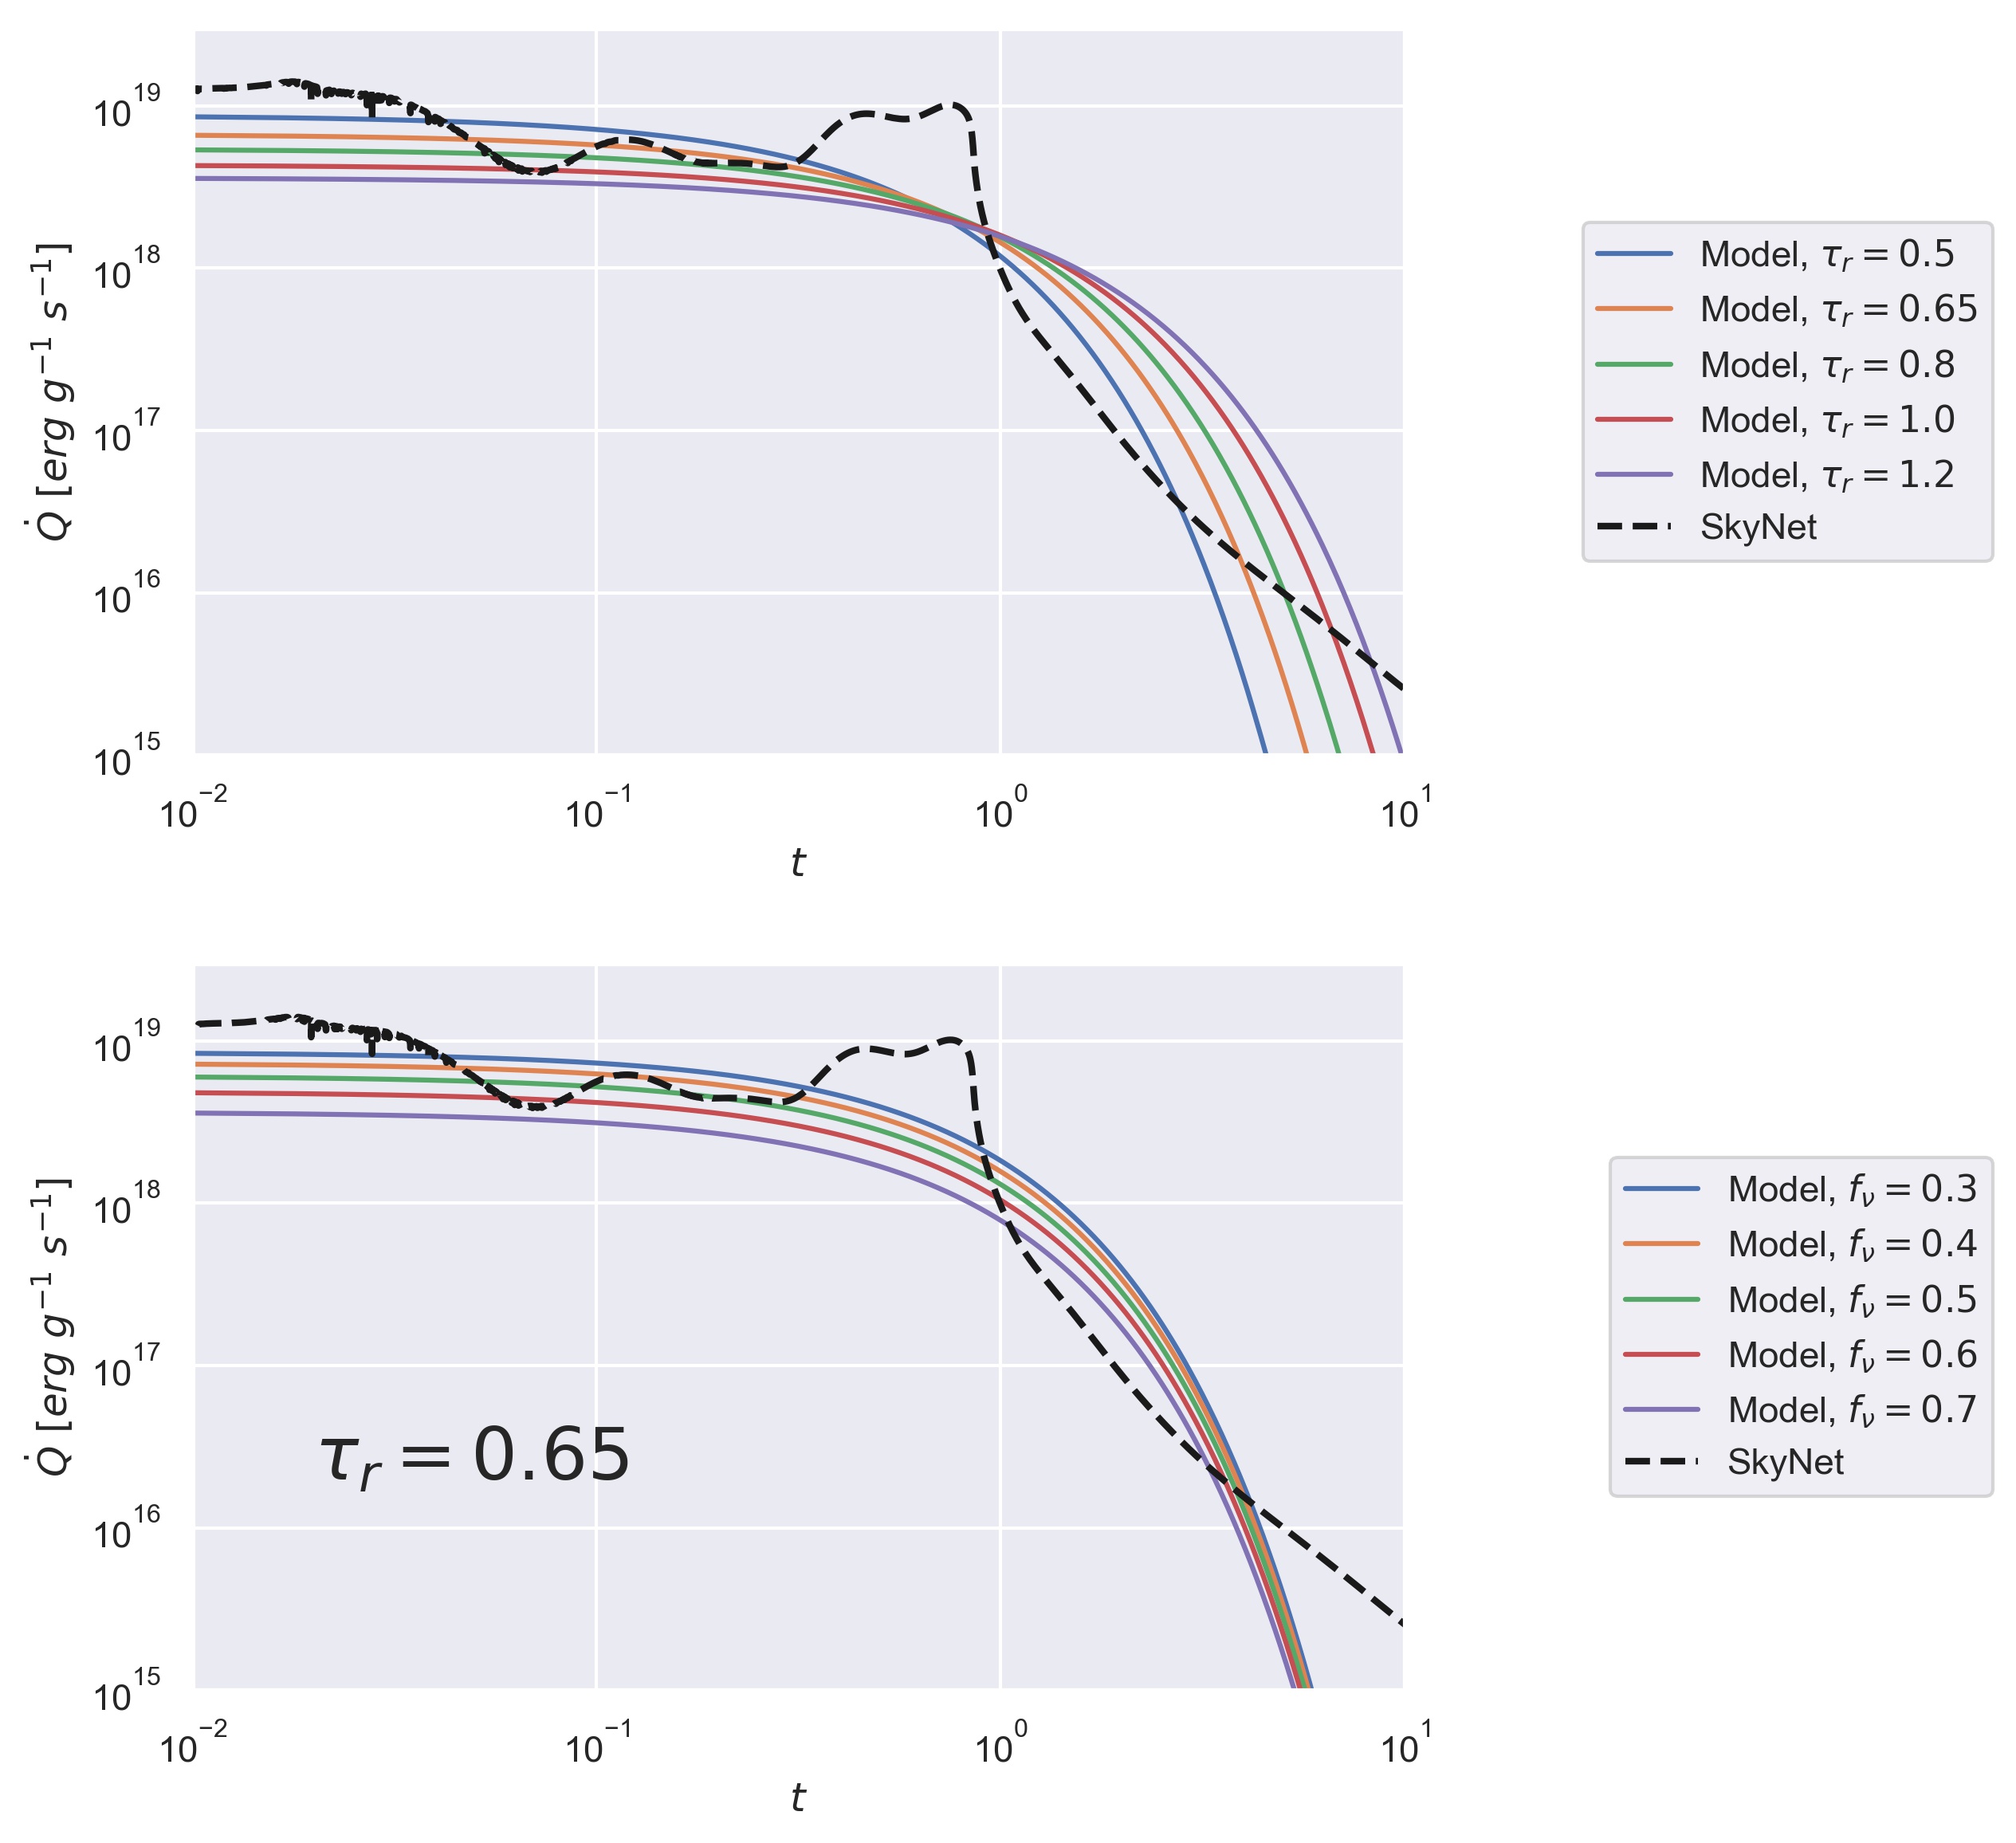 10^19
10^18
10^17
10^16
10^15
Q̇ [erg g⁻¹ s⁻¹]
10^−2
10^−1
10^0
10^1
t
Model, τ_r = 0.5
Model, τ_r = 0.65
Model, τ_r = 0.8
Model, τ_r = 1.0
Model, τ_r = 1.2
SkyNet
10^19
10^18
10^17
10^16
10^15
Q̇ [erg g⁻¹ s⁻¹]
τ_r = 0.65
10^−2
10^−1
10^0
10^1
t
Model, f_ν = 0.3
Model, f_ν = 0.4
Model, f_ν = 0.5
Model, f_ν = 0.6
Model, f_ν = 0.7
SkyNet